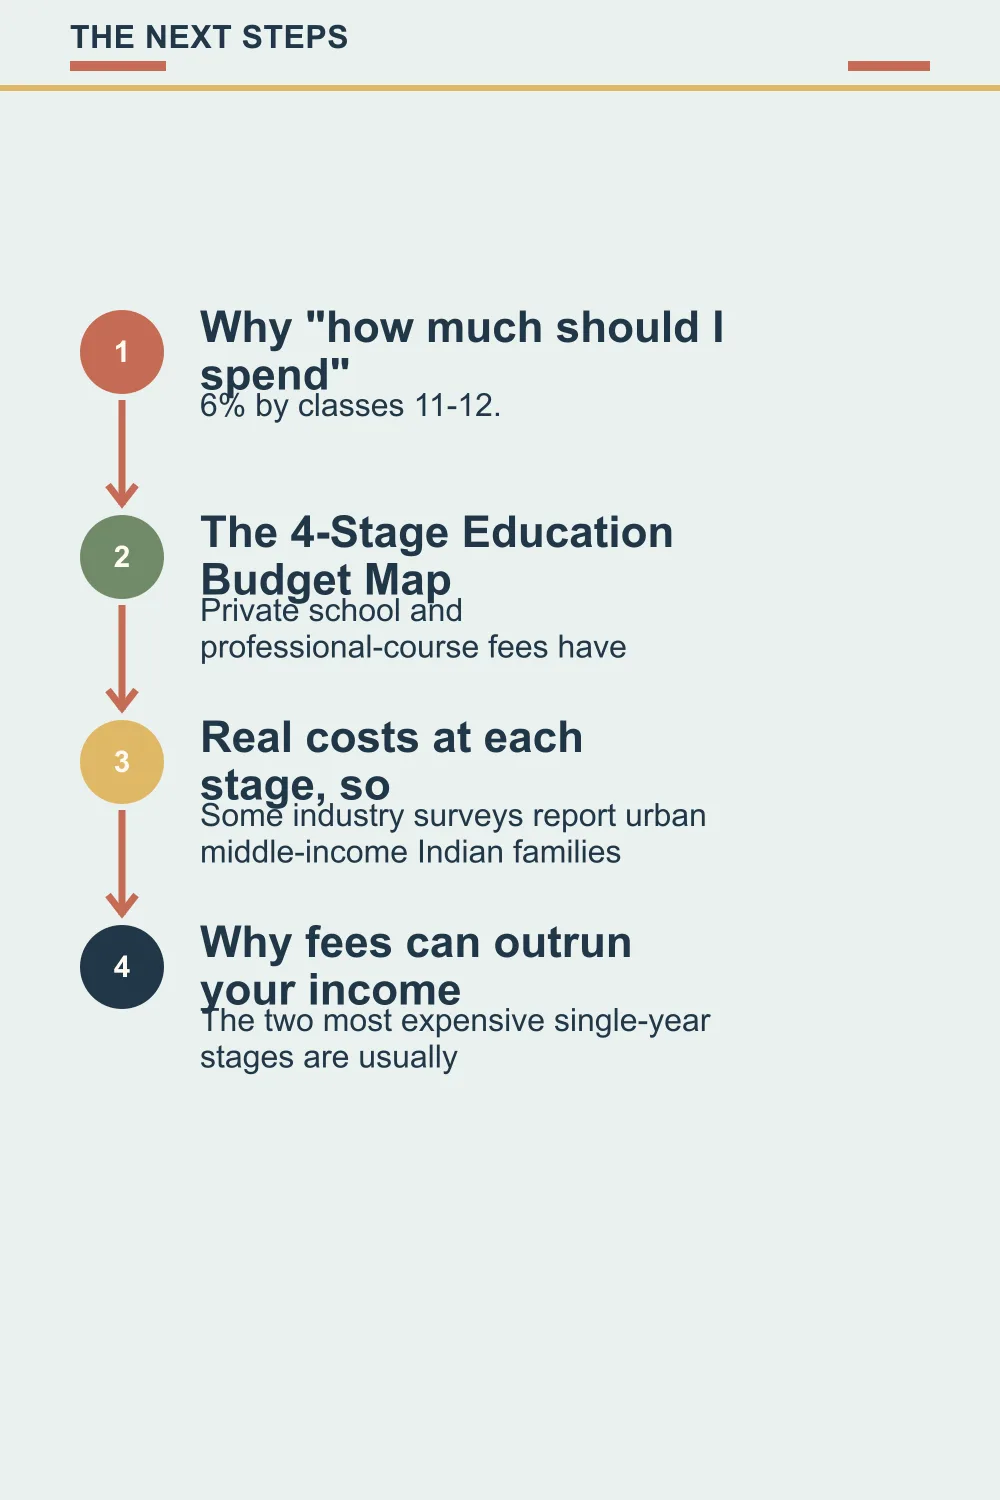 THE NEXT STEPS
1
Why "how much should I
spend"
6% by classes 11-12.
2
The 4-Stage Education
Budget Map
Private school and
professional-course fees have
3
Real costs at each
stage, so
Some industry surveys report urban
middle-income Indian families
4
Why fees can outrun
your income
The two most expensive single-year
stages are usually